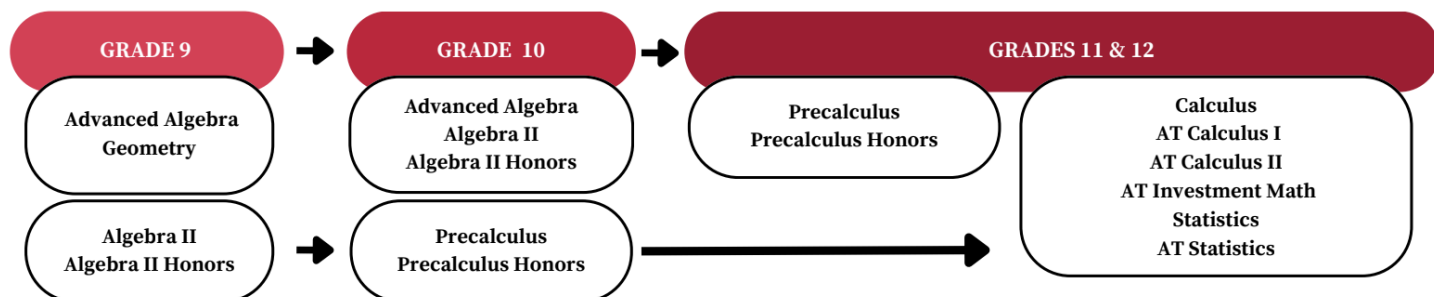 GRADE 9
GRADE 10
GRADES 11 & 12
Advanced Algebra
Geometry
Advanced Algebra
Algebra II
Algebra II Honors
Precalculus
Precalculus Honors
Calculus
AT Calculus I
AT Calculus II
AT Investment Math
Statistics
AT Statistics
Algebra II
Algebra II Honors
Precalculus
Precalculus Honors